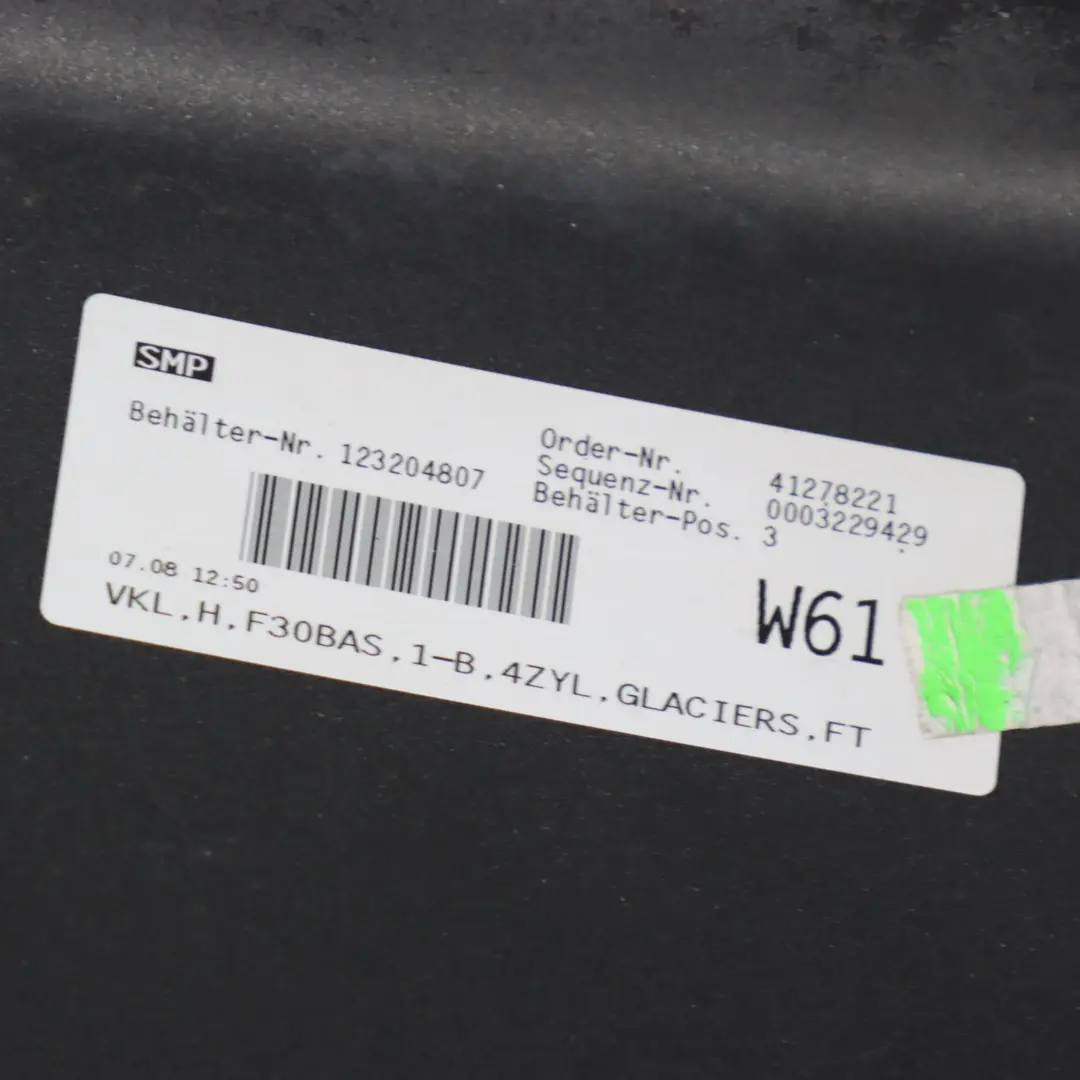 SMP
Behälter-Nr. 123204807
Order-Nr. 41278221
Sequenz-Nr. 0003229429
Behälter-Pos. 3
07.08 12:50
W61
VKL.H.F30BAS.1-B.4ZYL.GLACIERS.FT